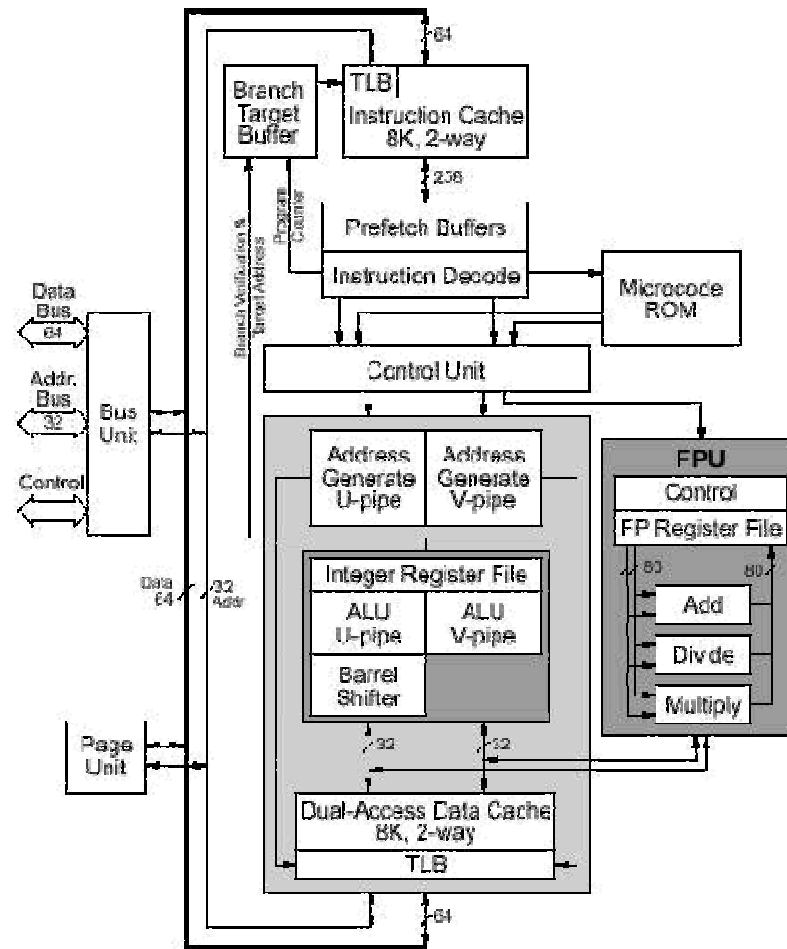 64
TLB
Instruction Cache
8K, 2-way
Branch
Target
Buffer
256
Program
Counter
Branch Verification &
Target Address
Prefetch Buffers
Instruction Decode
Microcode
ROM
Control Unit
Data
Bus
64
Addr.
Bus
32
Control
Bus
Unit
Address
Generate
U-pipe
Address
Generate
V-pipe
FPU
Control
FP Register File
80
80
Add
Divide
Multiply
Integer Register File
ALU
U-pipe
ALU
V-pipe
Barrel
Shifter
Data
64
32
Addr
32
32
Page
Unit
Dual-Access Data Cache
8K, 2-way
TLB
64